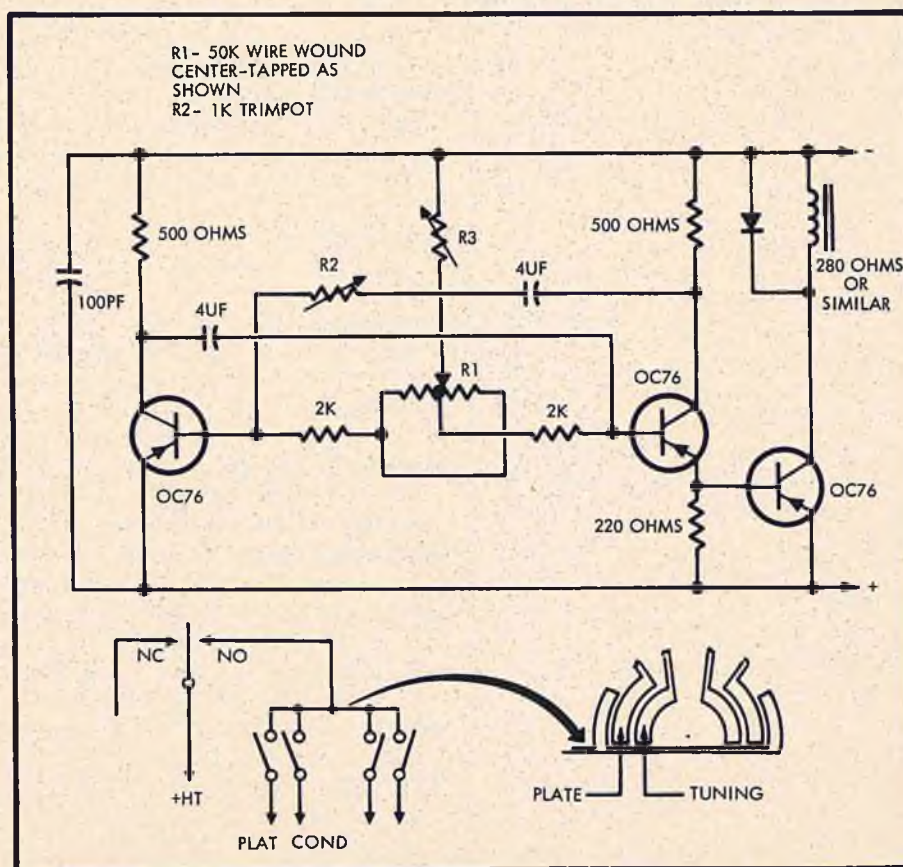 R1- 50K WIRE WOUND
CENTER-TAPPED AS
SHOWN
R2- 1K TRIMPOT
-
500 OHMS
R3
500 OHMS
R2
4UF
280 OHMS
OR
SIMILAR
100PF
4UF
R1
OC76
2K
2K
OC76
OC76
220 OHMS
+
NC
NO
+HT
PLATE
TUNING
PLAT COND